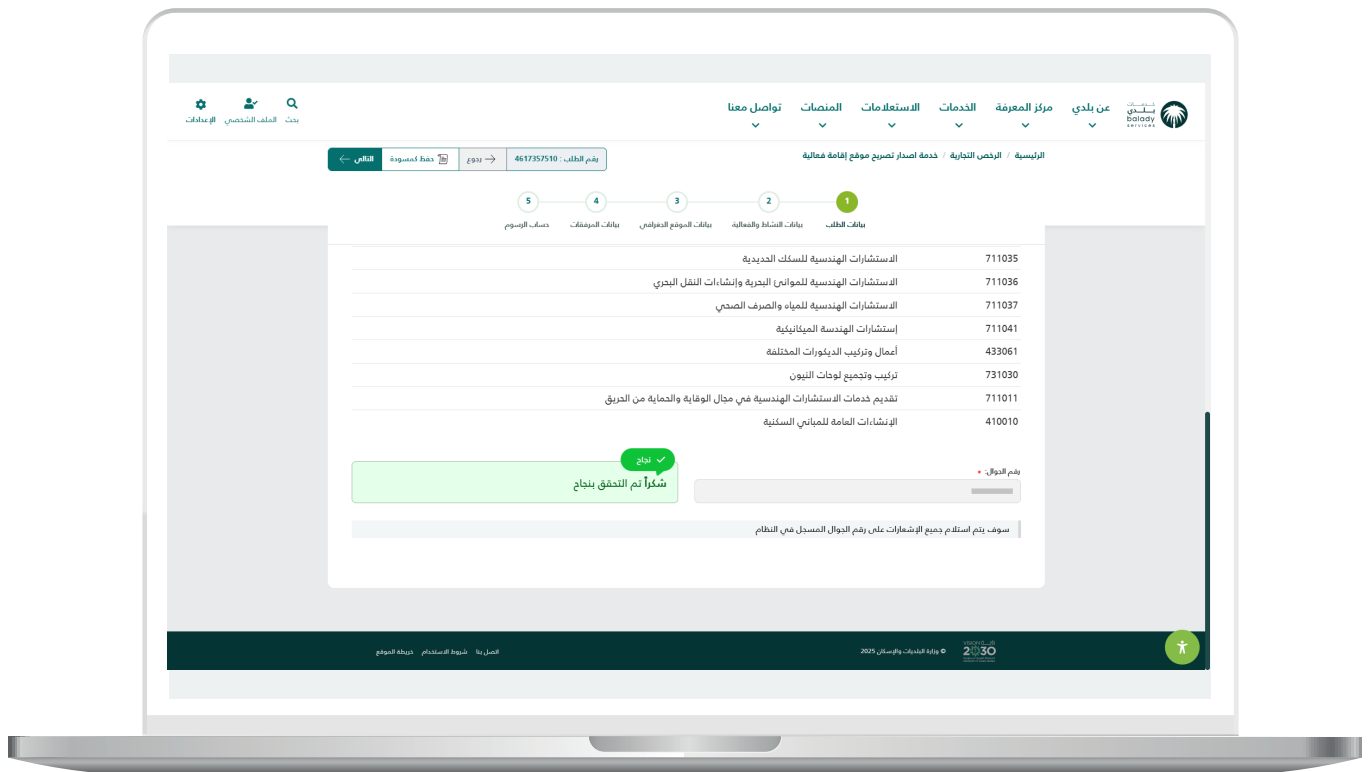 خدمات
بلدي
balady
services
عن بلدي
مركز المعرفة
الخدمات
الاستعلامات
المنصات
تواصل معنا
بحث
الملف الشخصي
الإعدادات
الرئيسية / الرخص التجارية / خدمة اصدار تصريح موقع إقامة فعالية
رقم الطلب : 4617357510
رجوع
حفظ كمسودة
التالي
1
2
3
4
5
بيانات الطلب
بيانات النشاط والفعالية
بيانات الموقع الجغرافي
بيانات المرفقات
حساب الرسوم
711035 الاستشارات الهندسية للسكك الحديدية
711036 الاستشارات الهندسية للموانئ البحرية وإنشاءات النقل البحري
711037 الاستشارات الهندسية للمياه والصرف الصحي
711041 إستشارات الهندسة الميكانيكية
433061 أعمال وتركيب الديكورات المختلفة
731030 تركيب وتجميع لوحات النيون
711011 تقديم خدمات الاستشارات الهندسية في مجال الوقاية والحماية من الحريق
410010 الإنشاءات العامة للمباني السكنية
رقم الجوال: *
نجاح
شكراً تم التحقق بنجاح
سوف يتم استلام جميع الإشعارات على رقم الجوال المسجل في النظام
2030
© وزارة البلديات والإسكان 2025
اتصل بنا شروط الاستخدام خريطة الموقع